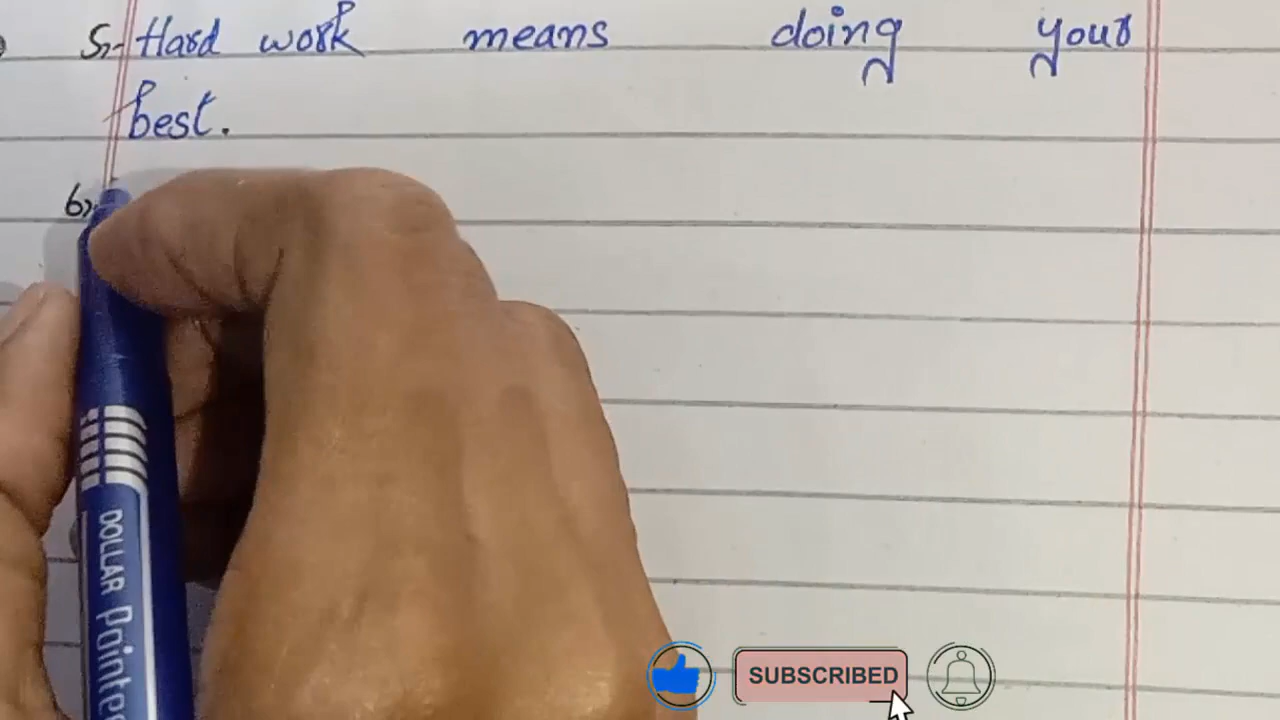 5,- Hard work means doing your
best.
6,
DOLLAR Pointer
SUBSCRIBED